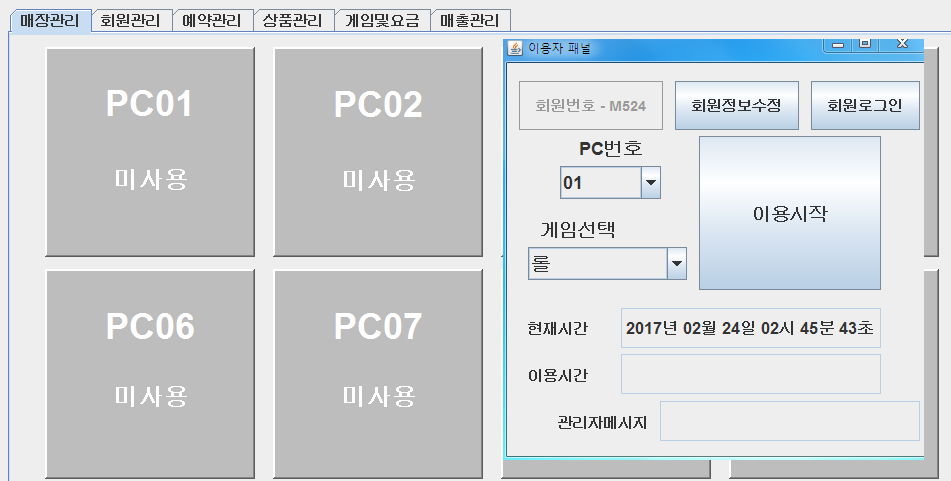 매장관리 회원관리 예약관리 상품관리 게임및요금 매출관리
PC01
미사용
PC02
미사용
PC06
미사용
PC07
미사용
이용자 패널
회원번호 - M524 회원정보수정 회원로그인
PC번호
01
게임선택
롤
이용시작
현재시간 2017년 02월 24일 02시 45분 43초
이용시간
관리자메시지